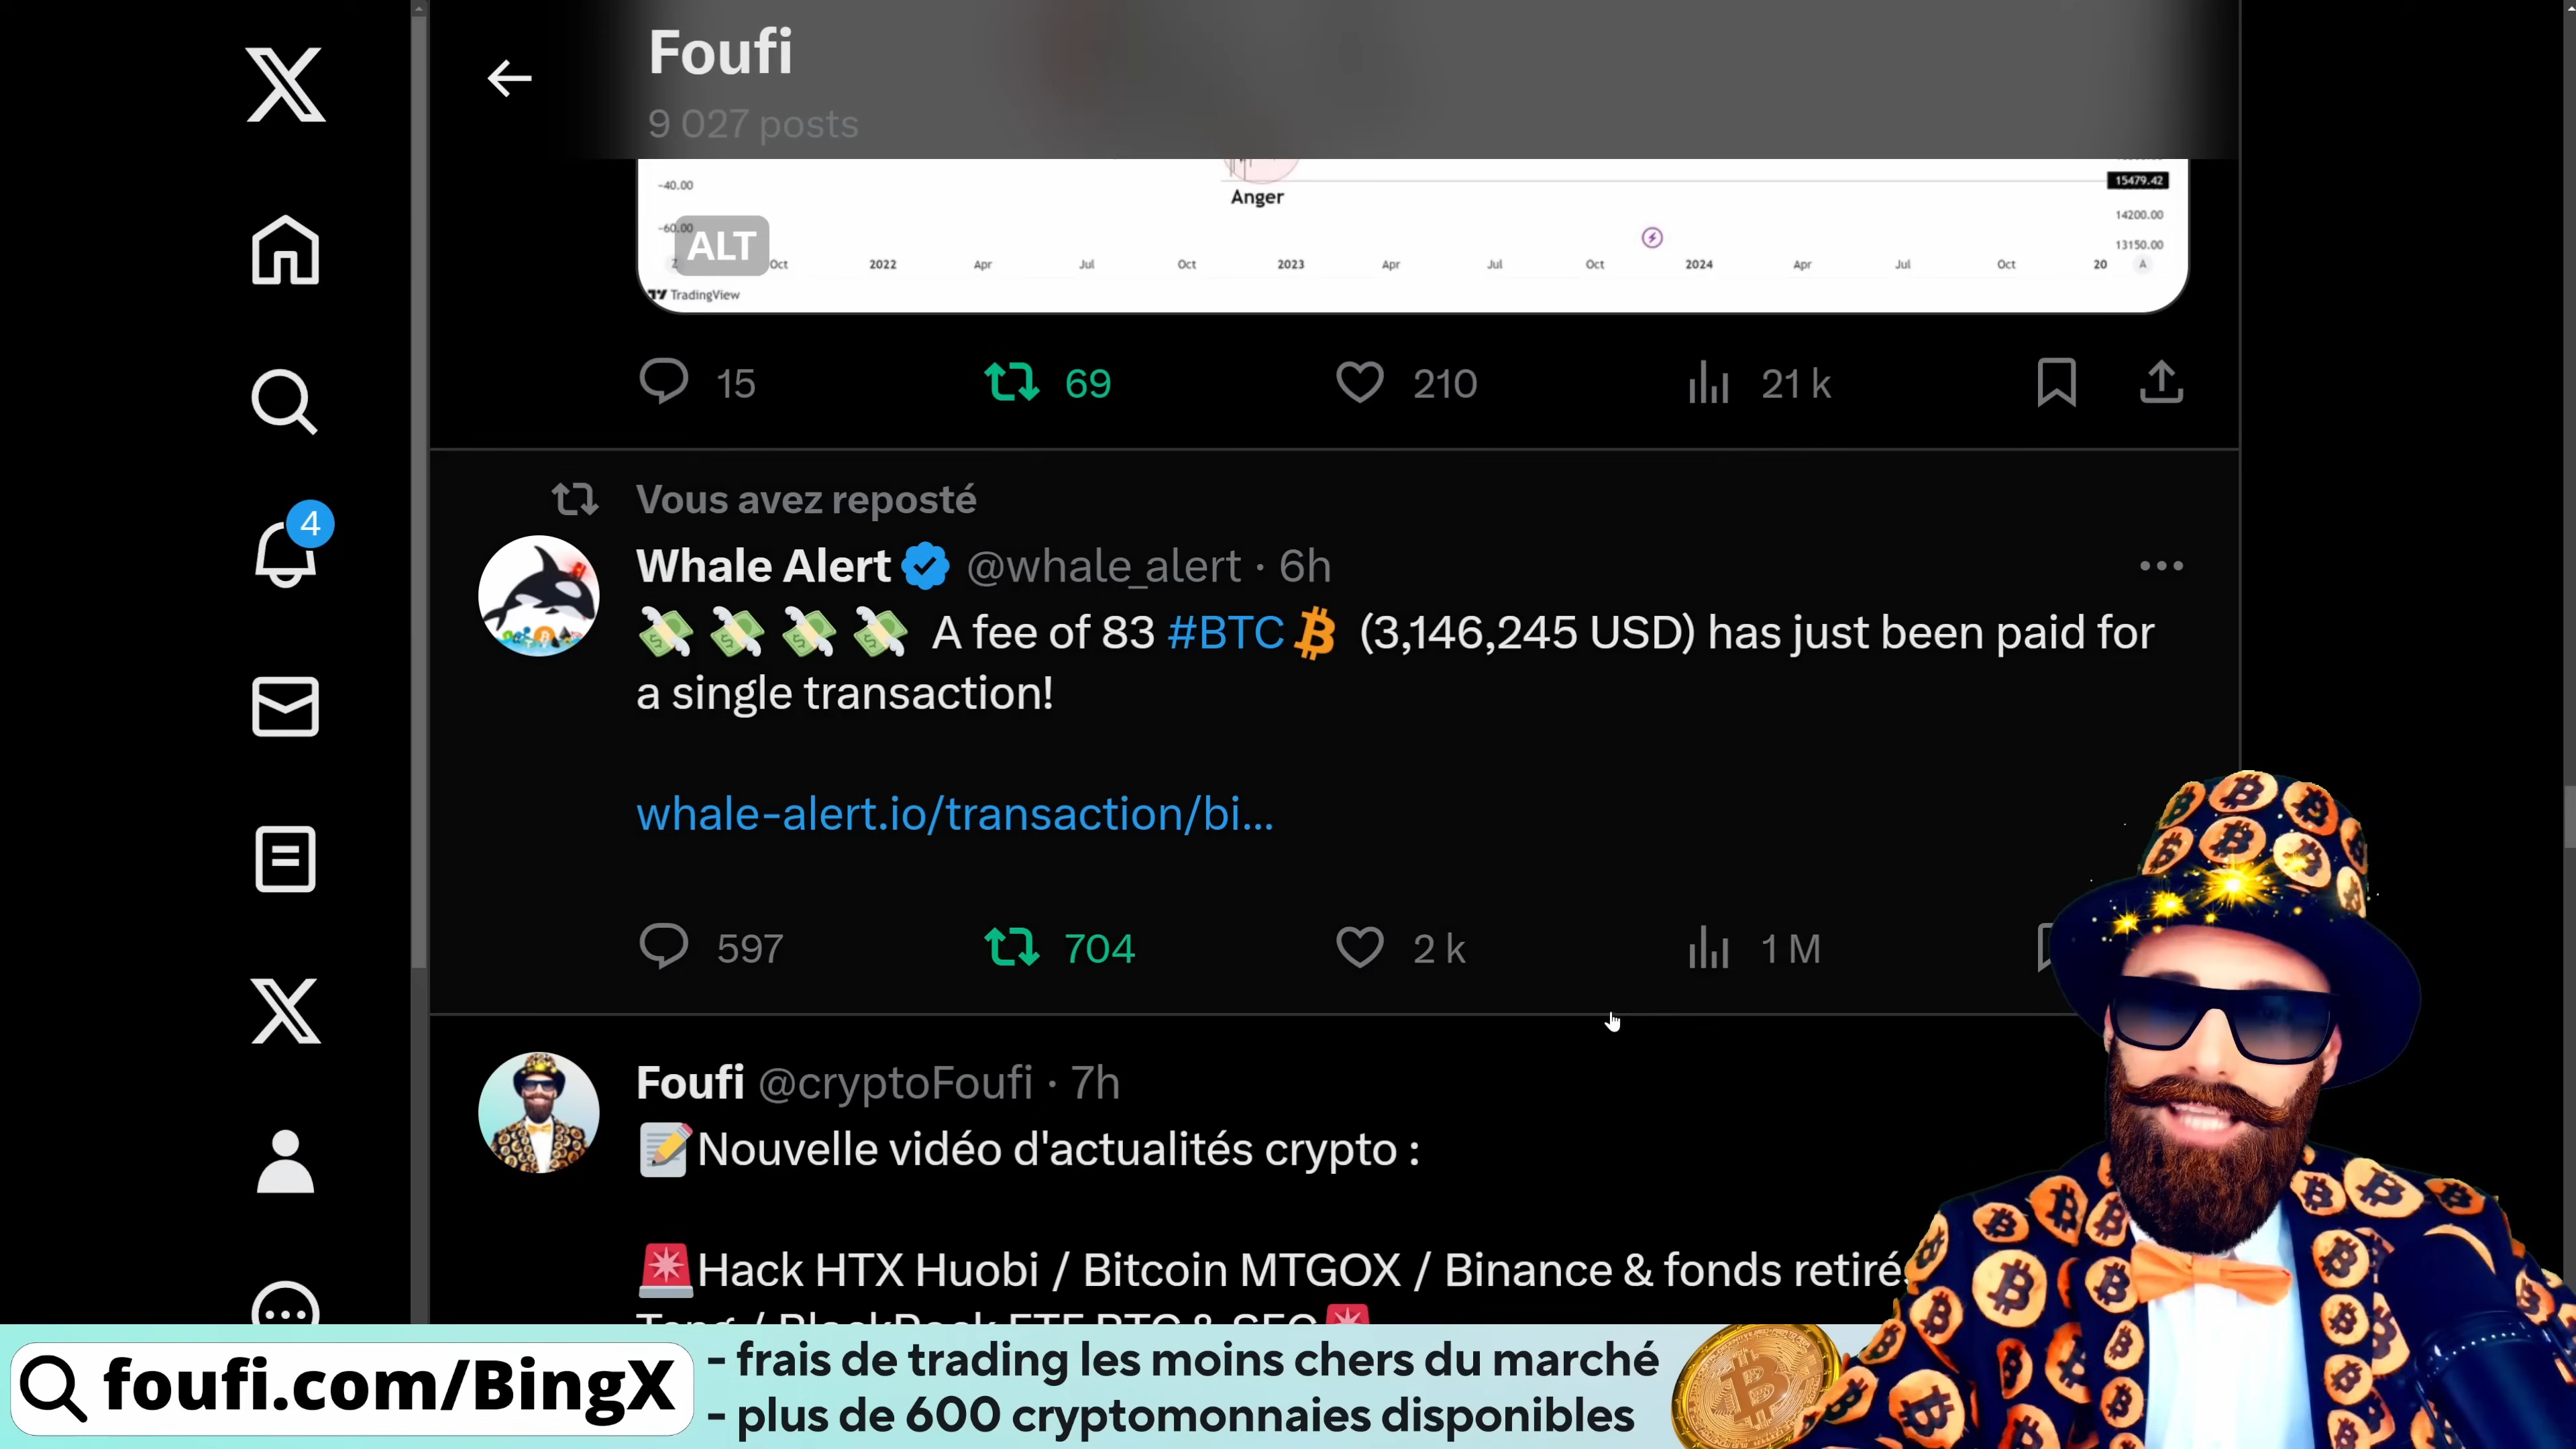 Foufi
9 027 posts
-40.00
Anger
15479.42
-60.00
ALT
14200.00
13150.00
Z
Oct 2022 Apr Jul Oct 2023 Apr Jul Oct 2024 Apr Jul Oct 20 A
TradingView
15 69 210 21 k
Vous avez reposté
4
Whale Alert @whale_alert · 6h
A fee of 83 #BTC (3,146,245 USD) has just been paid for
a single transaction!
whale-alert.io/transaction/bi...
597 704 2 k 1 M
Foufi @cryptoFoufi · 7h
Nouvelle vidéo d'actualités crypto :
Hack HTX Huobi / Bitcoin MTGOX / Binance & fonds retirés
foufi.com/BingX
- frais de trading les moins chers du marché
- plus de 600 cryptomonnaies disponibles